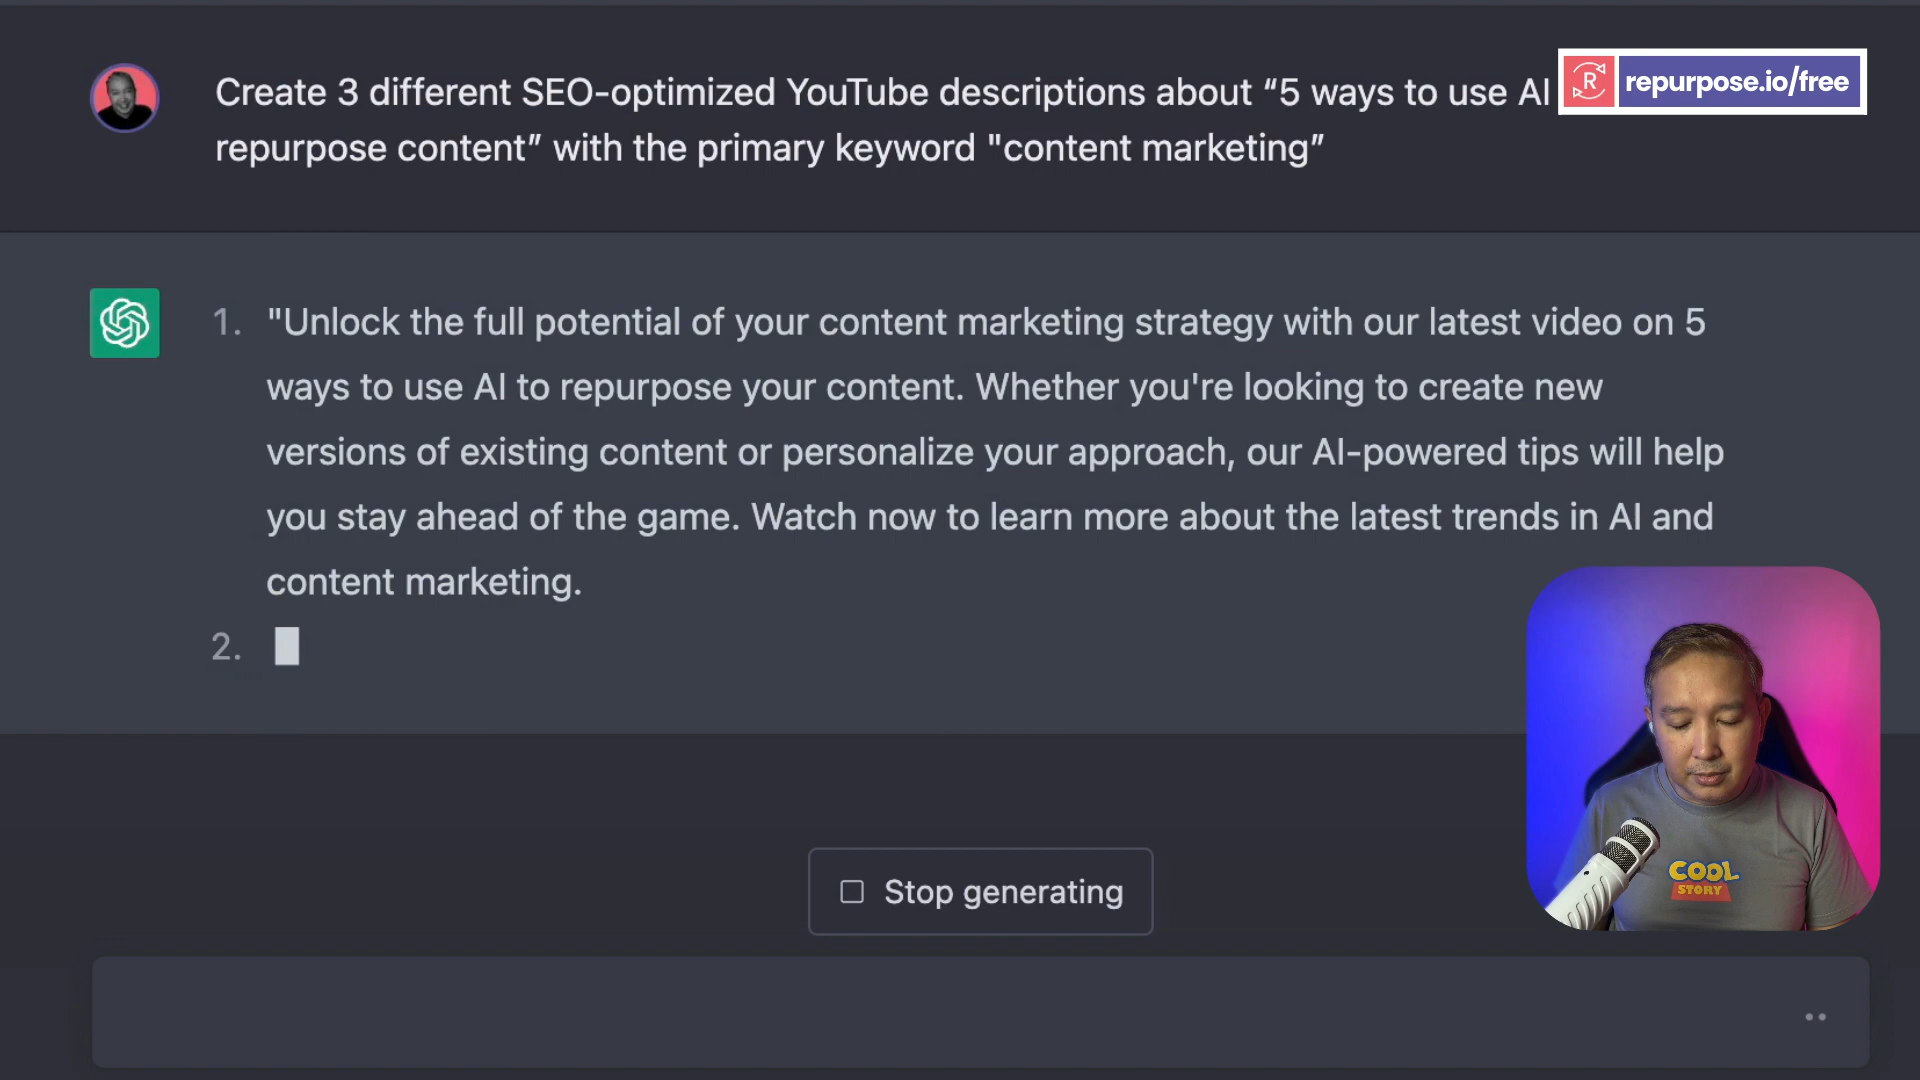 Create 3 different SEO-optimized YouTube descriptions about “5 ways to use AI
repurpose content” with the primary keyword "content marketing”
R repurpose.io/free
1. "Unlock the full potential of your content marketing strategy with our latest video on 5
ways to use AI to repurpose your content. Whether you're looking to create new
versions of existing content or personalize your approach, our AI-powered tips will help
you stay ahead of the game. Watch now to learn more about the latest trends in AI and
content marketing.
2.
COOL
STORY
Stop generating